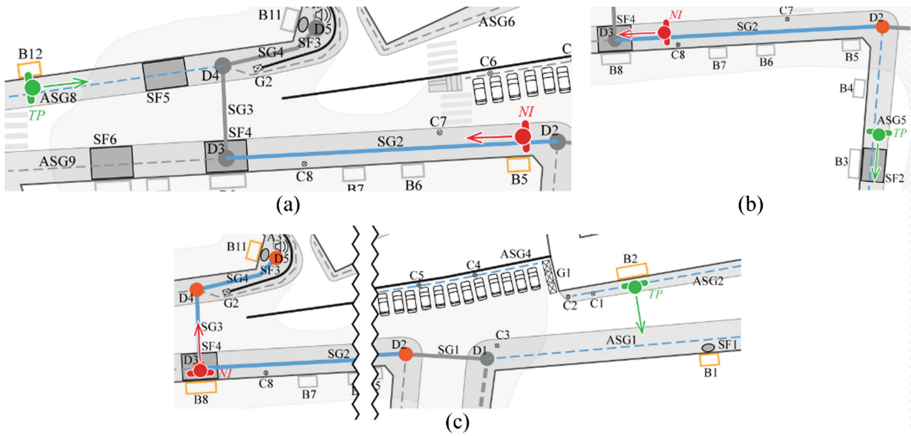 B11
ASG6
D5
SF3
SG4
B12
D4
G2
C6
C
ASG8
SF5
TP
SG3
NI
C7
SF6
SF4
SG2
D2
D3
ASG9
C8
B7
B6
B5
(a)
SF4
NI
C7
D2
D3
SG2
B8
C8
B7
B6
B5
B4
ASG5
TP
B3
SF2
(b)
B11
A3
D5
SF3
SG4
D4
G2
SG3
SF4
D3
NI
SG2
D2
C8
B8
B7
5
C5
C4
ASG4
G1
B2
ASG2
C2
C1
TP
C3
SG1
D1
ASG1
SF1
B1
(c)